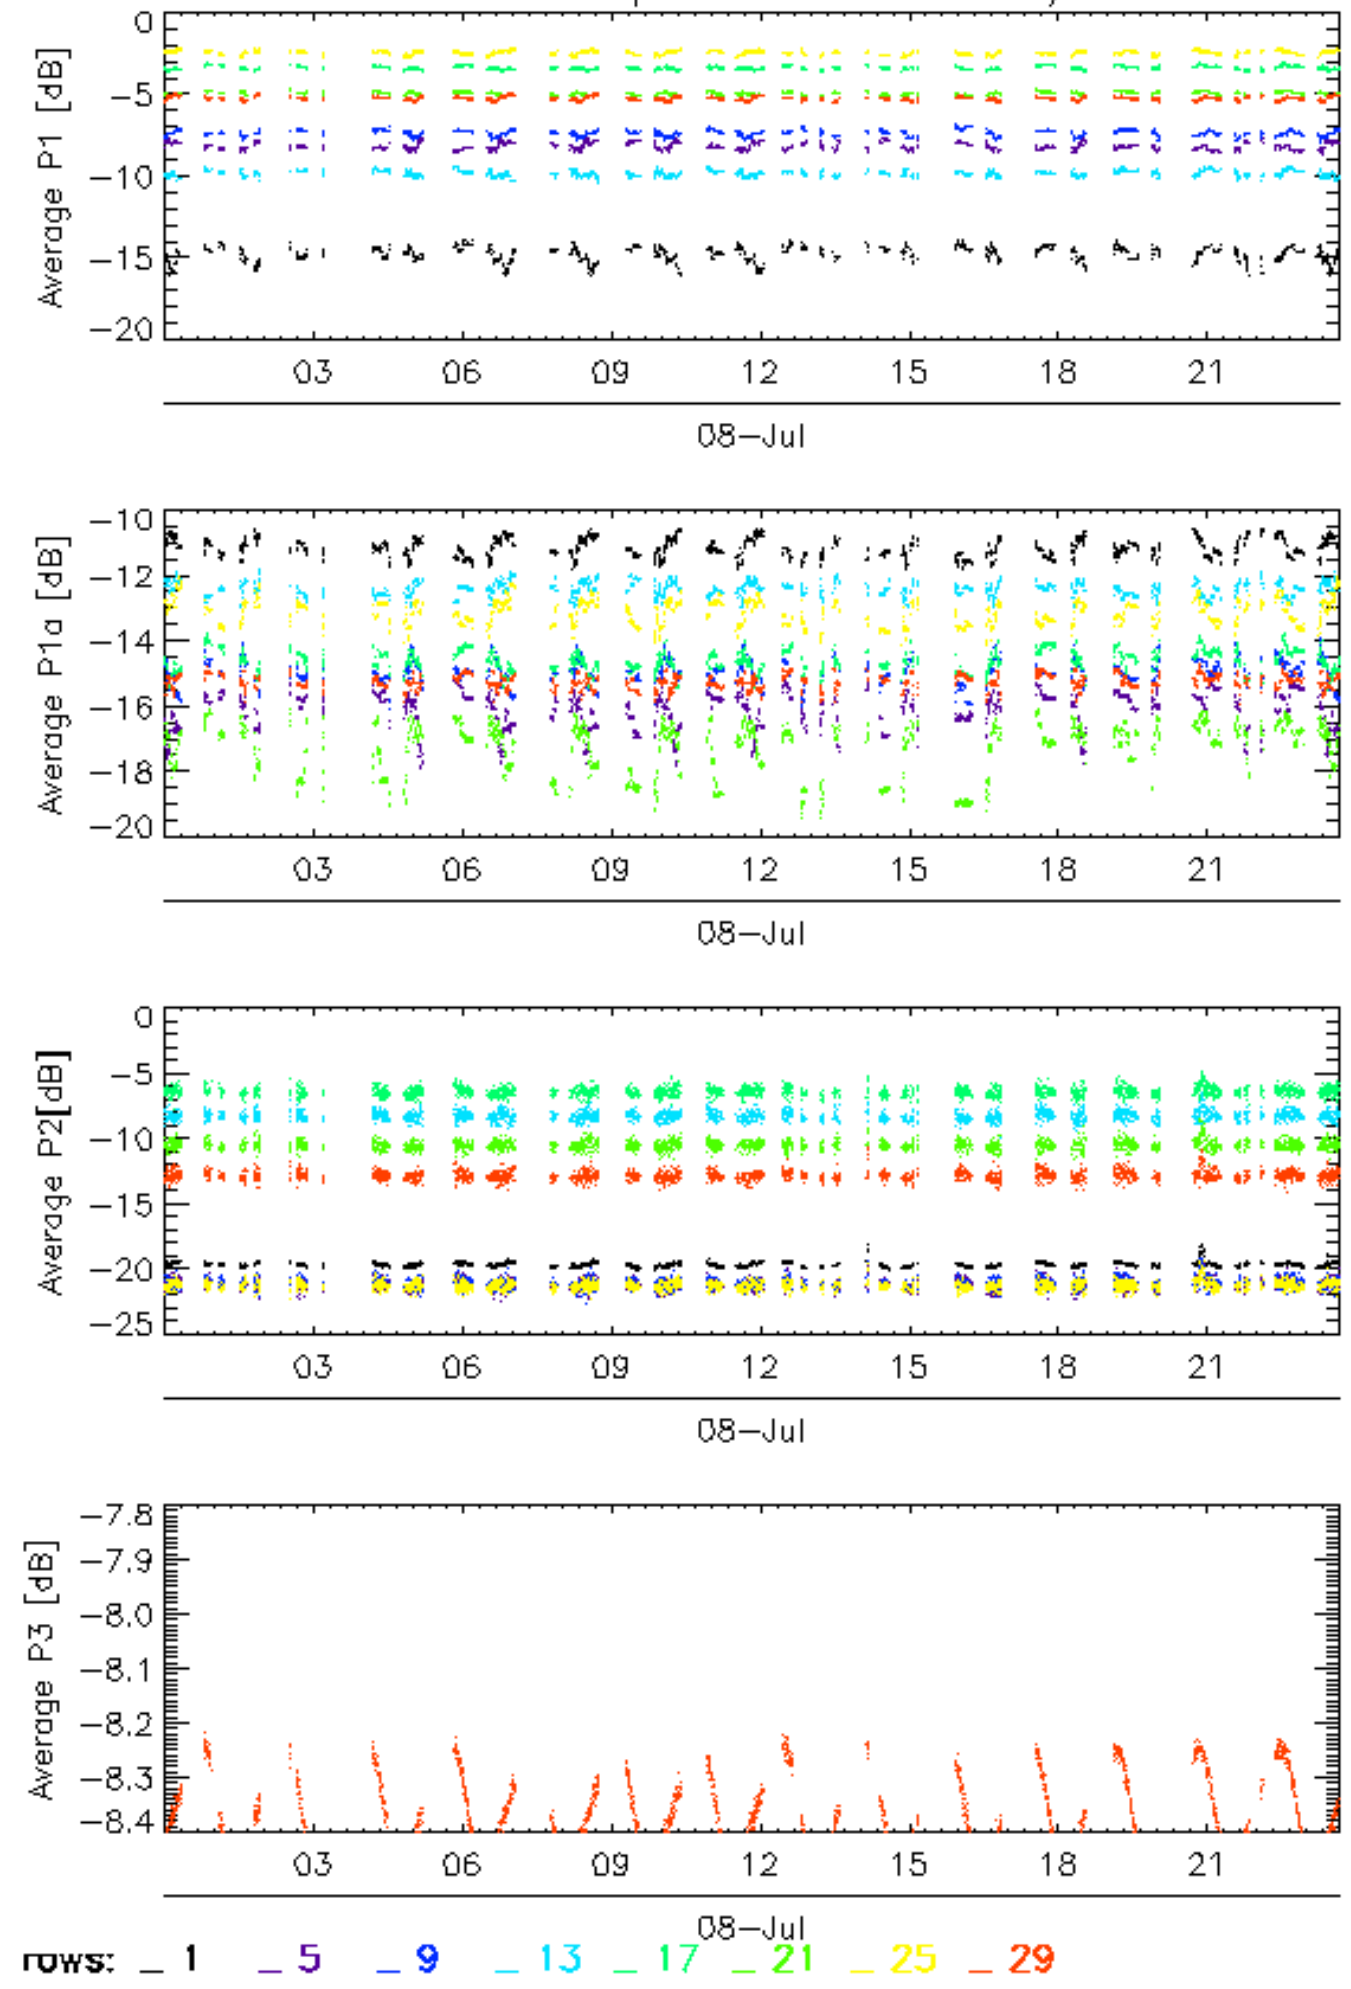 0
−5
−10
−15
−20
Average P1 [dB]
03 06 09 12 15 18 21
08−Jul
−10
−12
−14
−16
−18
−20
Average P1a [dB]
03 06 09 12 15 18 21
08−Jul
0
−5
−10
−15
−20
−25
Average P2[dB]
03 06 09 12 15 18 21
08−Jul
−7.8
−7.9
−8.0
−8.1
−8.2
−8.3
−8.4
Average P3 [dB]
03 06 09 12 15 18 21
08−Jul
rows: _ 1 _ 5 _ 9 _ 13 _ 17 _ 21 _ 25 _ 29